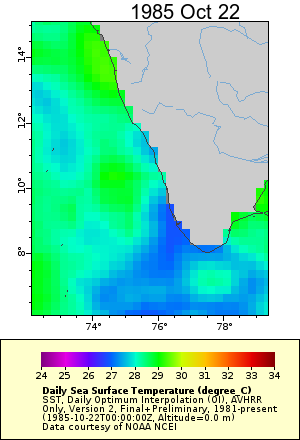 1985 Oct 22
14°
12°
10°
8°
74° 76° 78°
24 25 26 27 28 29 30 31 32 33 34
Daily Sea Surface Temperature (degree_C)
SST, Daily Optimum Interpolation (OI), AVHRR
Only, Version 2, Final+Preliminary, 1981-present
(1985-10-22T00:00:00Z, Altitude=0.0 m)
Data courtesy of NOAA NCEI